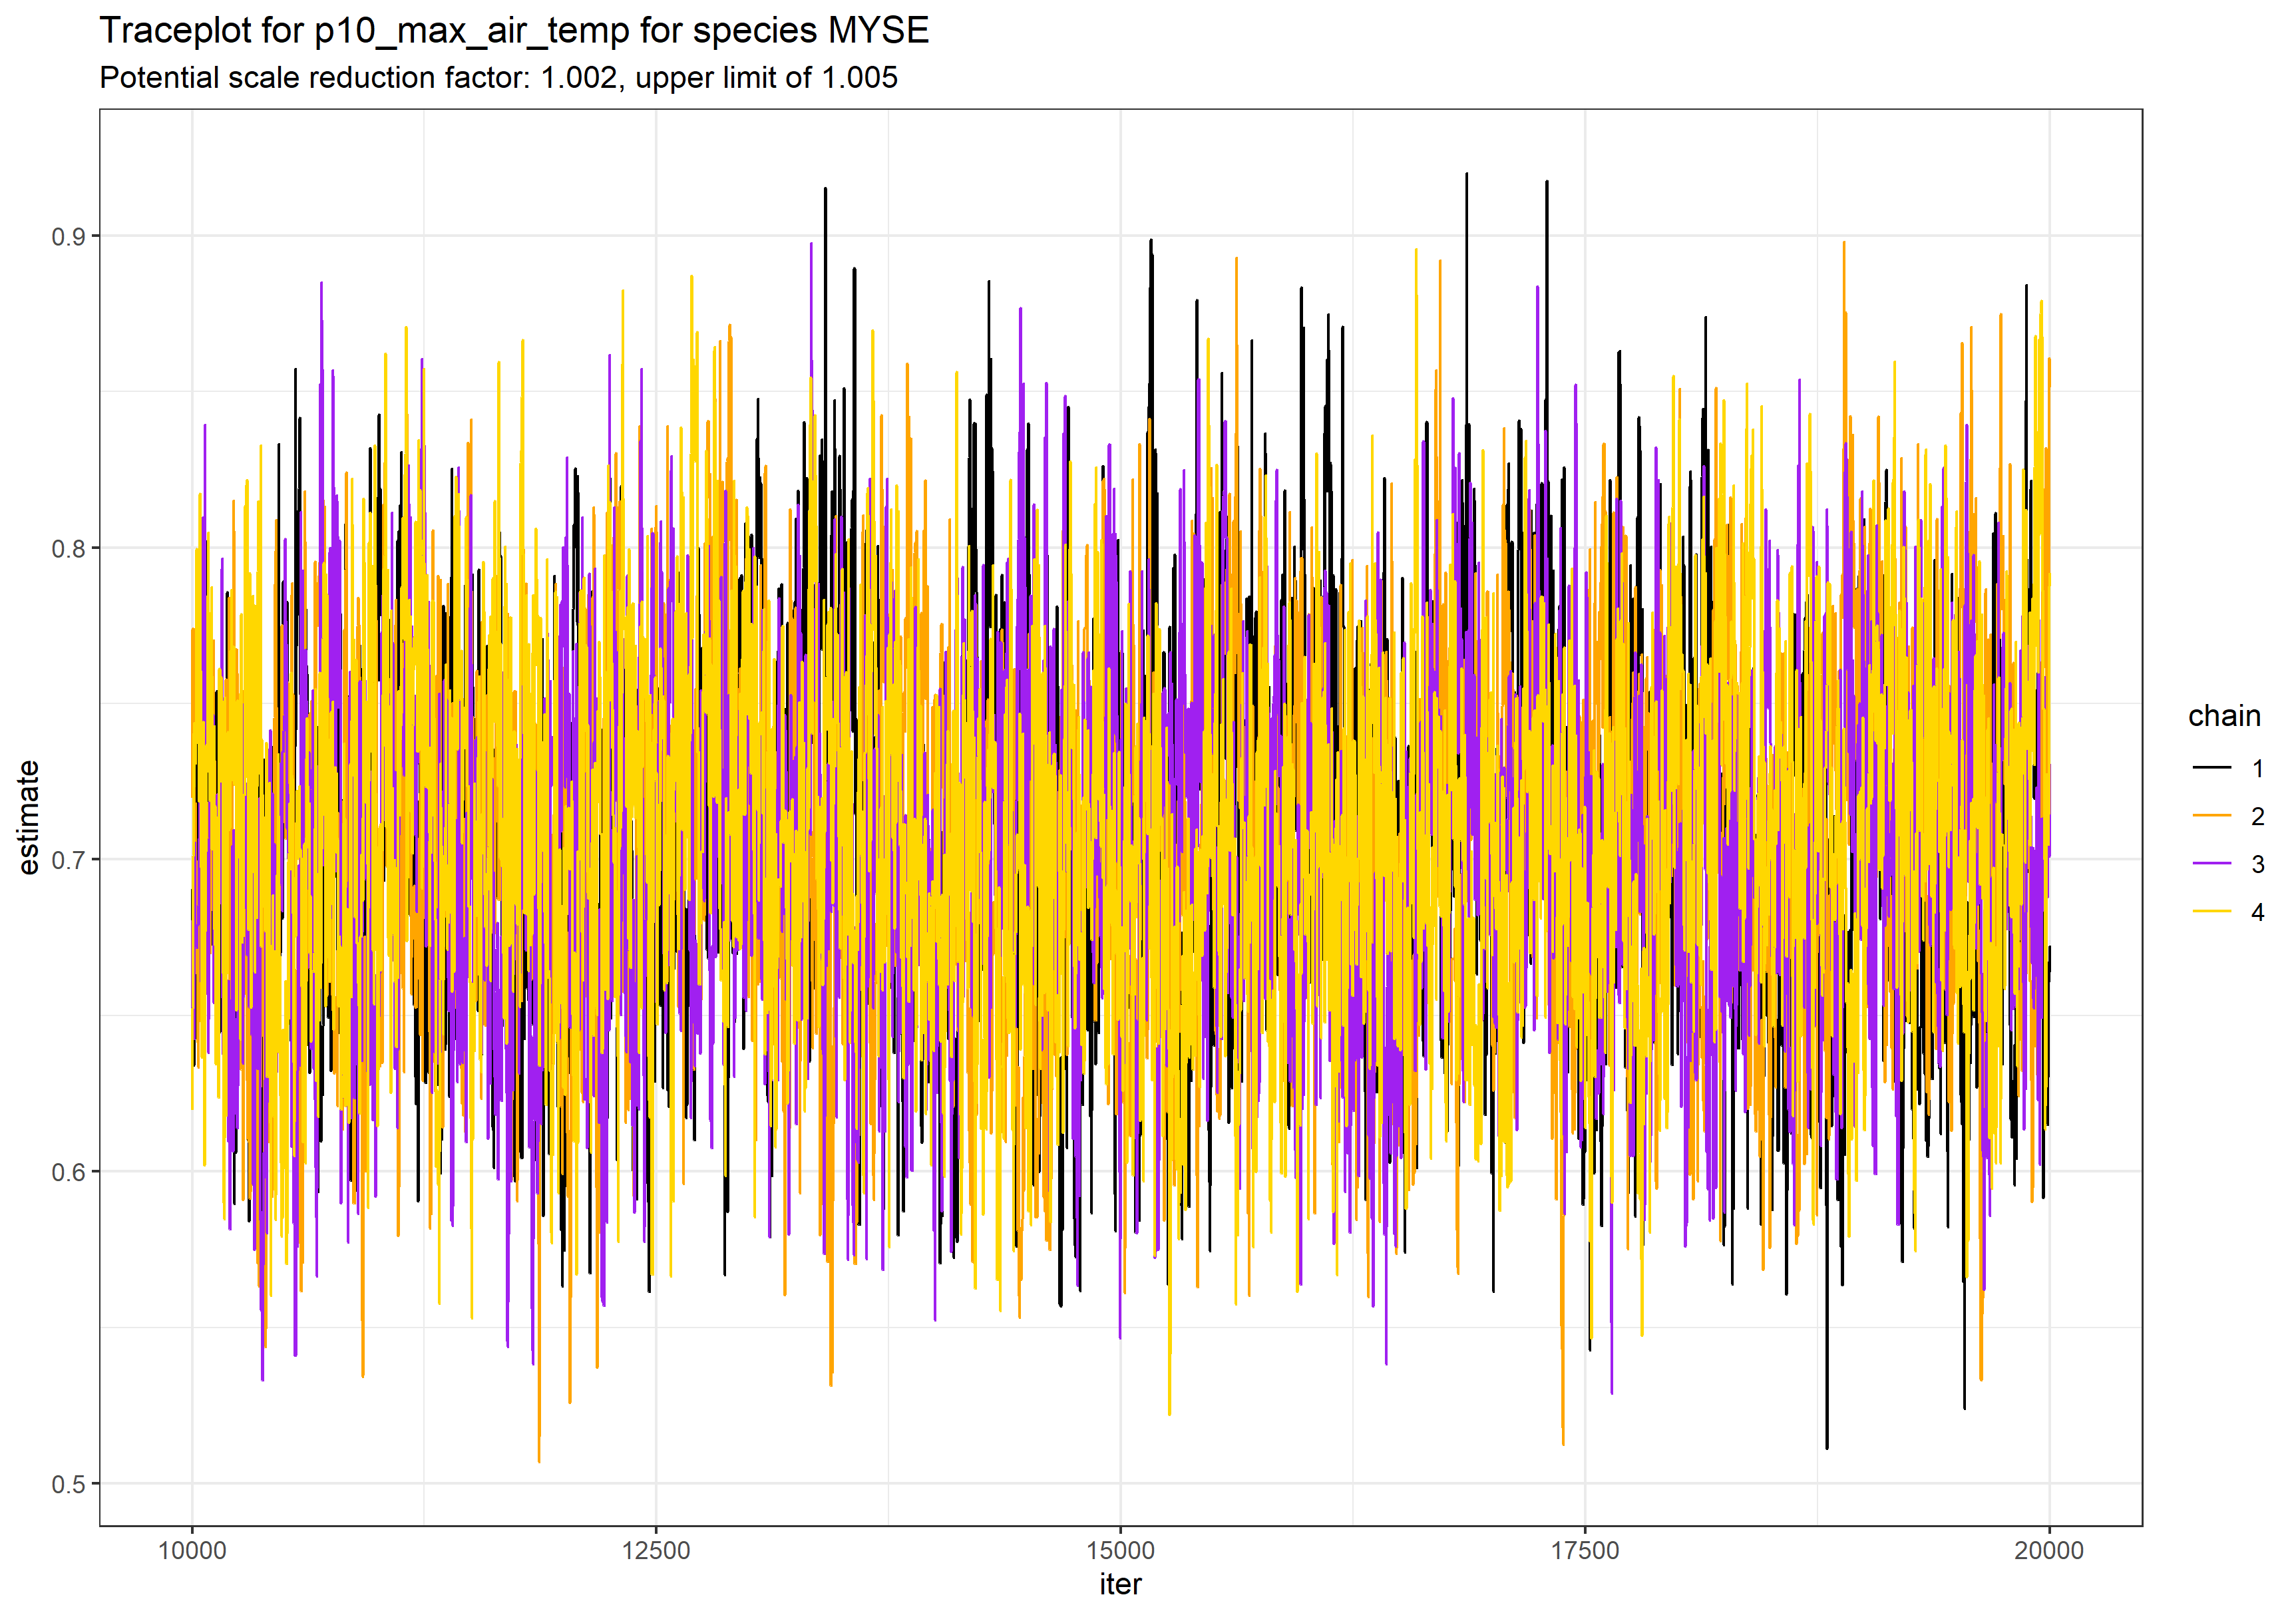 Traceplot for p10_max_air_temp for species MYSE
Potential scale reduction factor: 1.002, upper limit of 1.005
0.9
0.8
0.7
0.6
0.5
estimate
10000 12500 15000 17500 20000
iter
chain
1
2
3
4